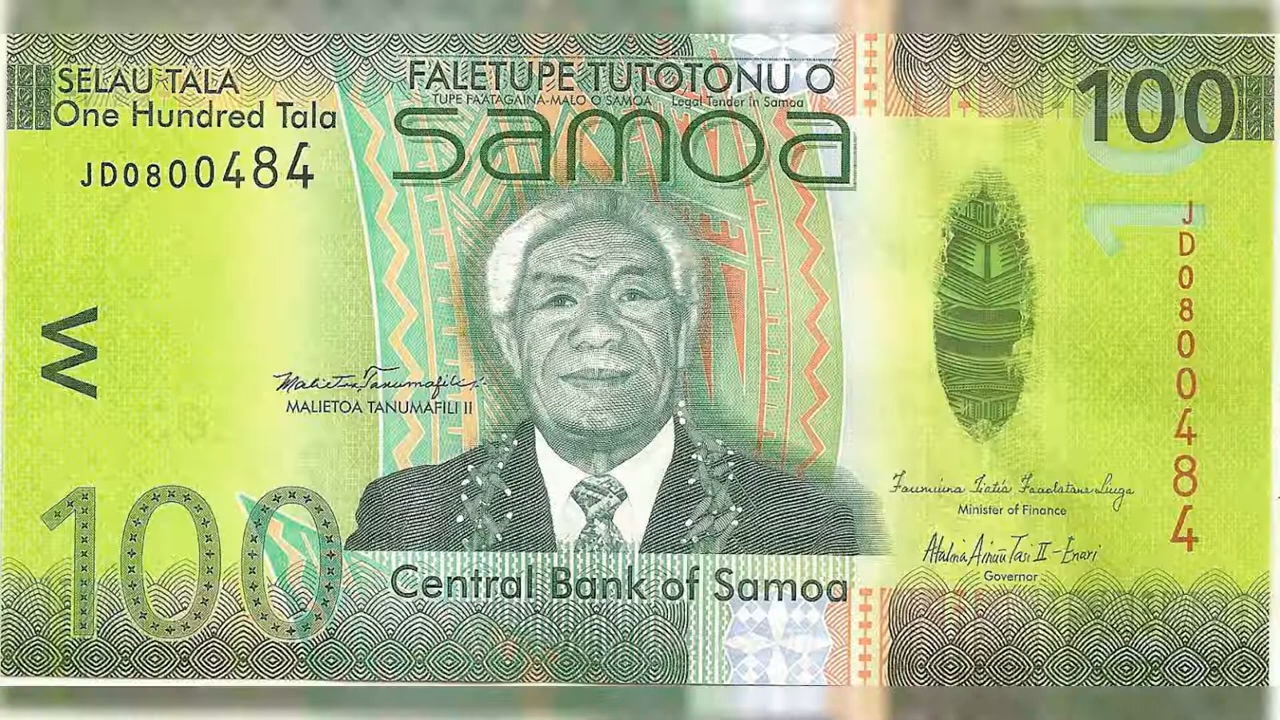 SELAU TALA
One Hundred Tala
JD0800484
FALETUPE TUTOTONU O
TUPE FAATAGAINA-MALO O SAMOA Legal Tender in Samoa
samoa
100
JD0800484
MALIETOA TANUMAFILI II
Minister of Finance
Governor
100
Central Bank of Samoa